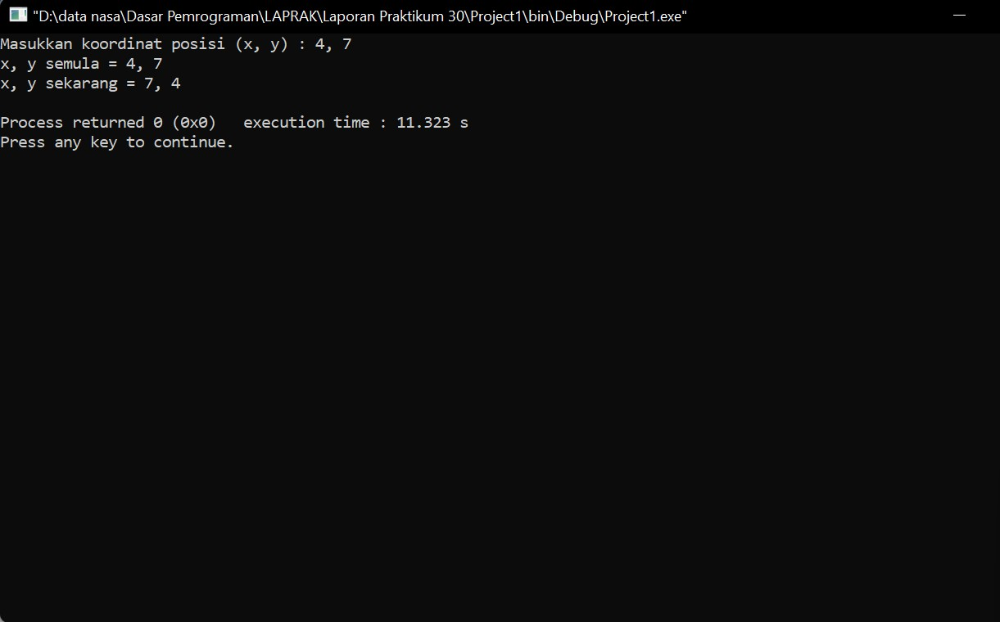 "D:\data nasa\Dasar Pemrograman\LAPRAK\Laporan Praktikum 30\Project1\bin\Debug\Project1.exe"
Masukkan koordinat posisi (x, y) : 4, 7
x, y semula = 4, 7
x, y sekarang = 7, 4
Process returned 0 (0x0)   execution time : 11.323 s
Press any key to continue.